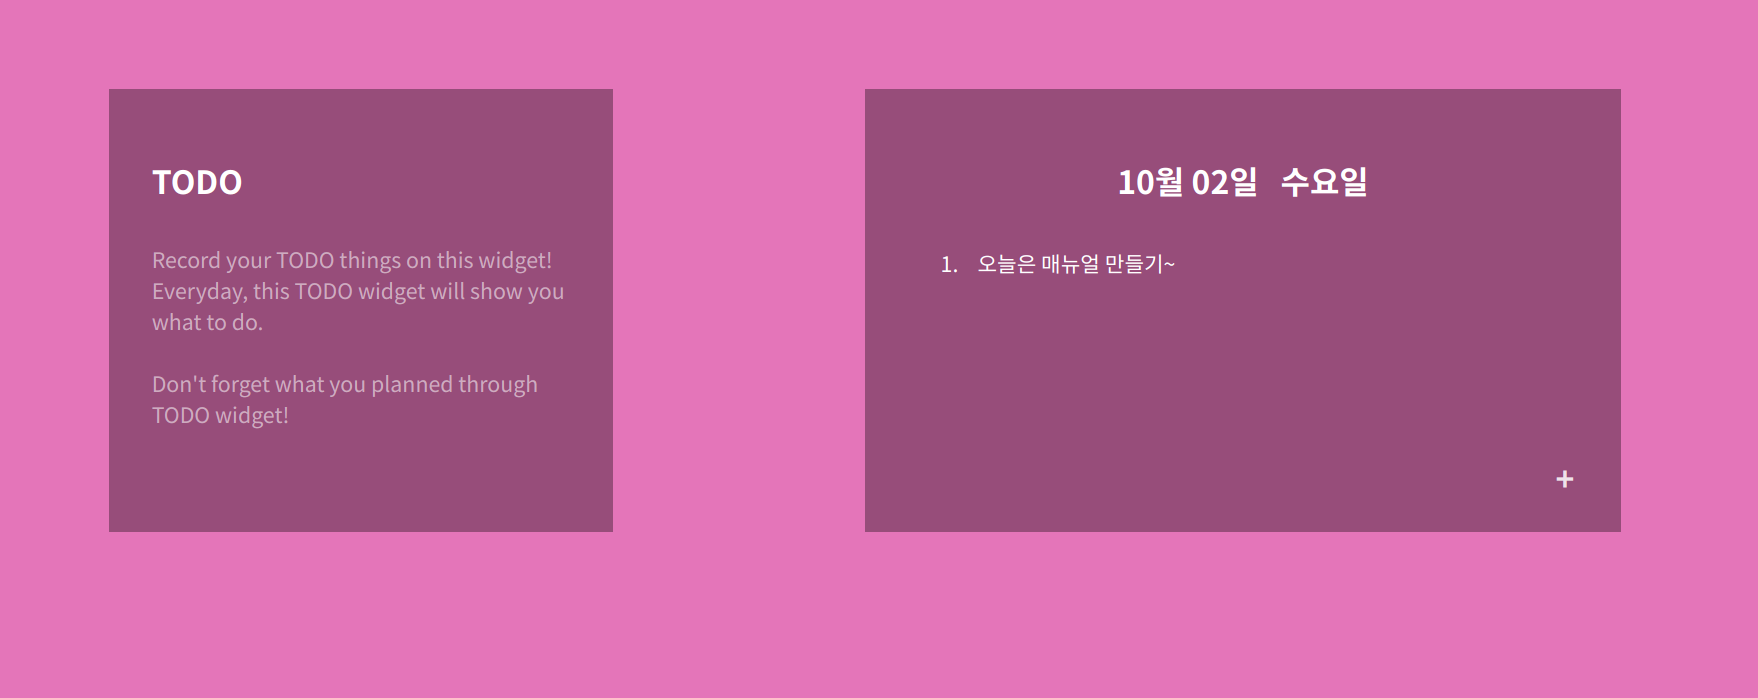 TODO
Record your TODO things on this widget!
Everyday, this TODO widget will show you
what to do.
Don't forget what you planned through
TODO widget!
10월 02일 수요일
1. 오늘은 매뉴얼 만들기~
+